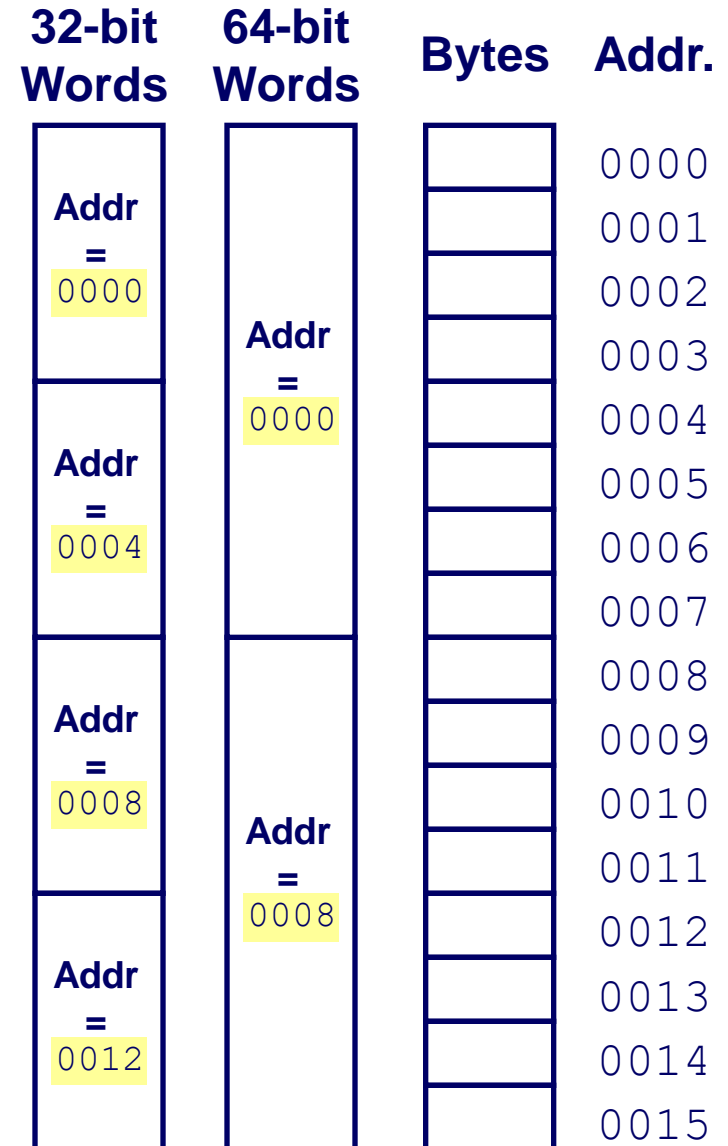 32-bit Words
64-bit Words
Bytes
Addr.
Addr
=
0000
Addr
=
0004
Addr
=
0008
Addr
=
0012
Addr
=
0000
Addr
=
0008
0000
0001
0002
0003
0004
0005
0006
0007
0008
0009
0010
0011
0012
0013
0014
0015